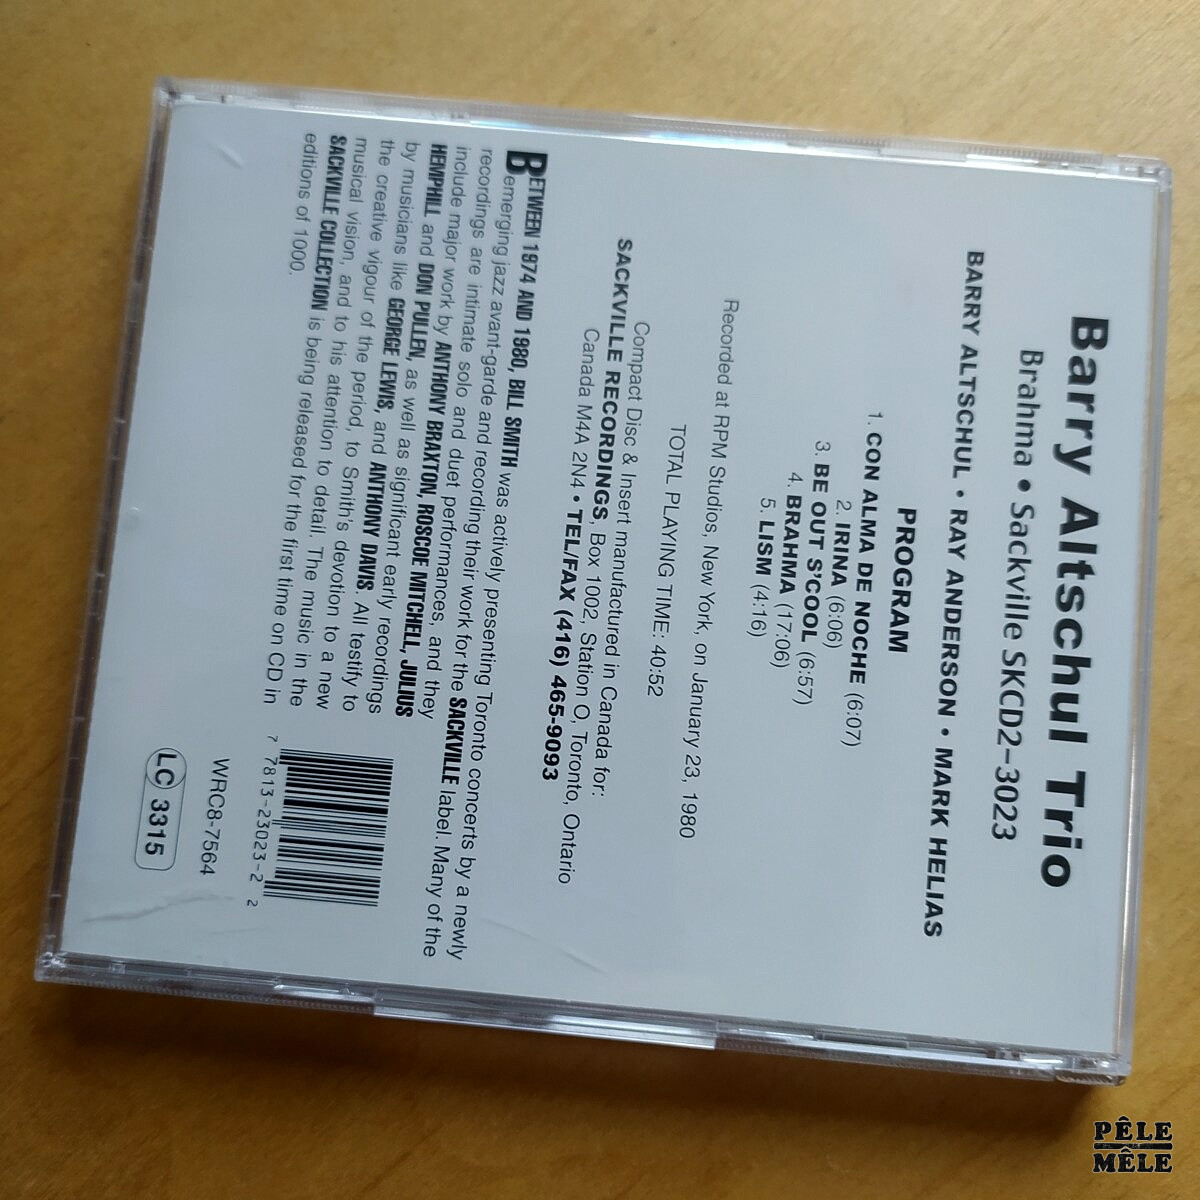 Barry Altschul Trio
Brahma • Sackville SKCD2-3023
BARRY ALTSCHUL • RAY ANDERSON • MARK HELIAS
PROGRAM
1. CON ALMA DE NOCHE (6:07)
2. IRINA (6:06)
3. BE OUT S'COOL (6:57)
4. BRAHMA (17:06)
5. LISM (4:16)
Recorded at RPM Studios, New York, on January 23, 1980
TOTAL PLAYING TIME: 40:52
Compact Disc & Insert manufactured in Canada for:
SACKVILLE RECORDINGS, Box 1002, Station O, Toronto, Ontario
Canada M4A 2N4 • TEL/FAX (416) 465-9093
BETWEEN 1974 AND 1980, BILL SMITH was actively presenting Toronto concerts by a newly
emerging jazz avant-garde and recording their work for the SACKVILLE label. Many of the
recordings are intimate solo and duet performances, and they
include major work by ANTHONY BRAXTON, ROSCOE MITCHELL, JULIUS
HEMPHILL and DON PULLEN, as well as significant early recordings
by musicians like GEORGE LEWIS, and ANTHONY DAVIS. All testify to
the creative vigour of the period, to Smith's devotion to a new
musical vision, and to his attention to detail. The music in the
SACKVILLE COLLECTION is being released for the first time on CD in
editions of 1000.
7 7813-23023-2 2
WRC8-7564
LC 3315
PÊLE
MÊLE